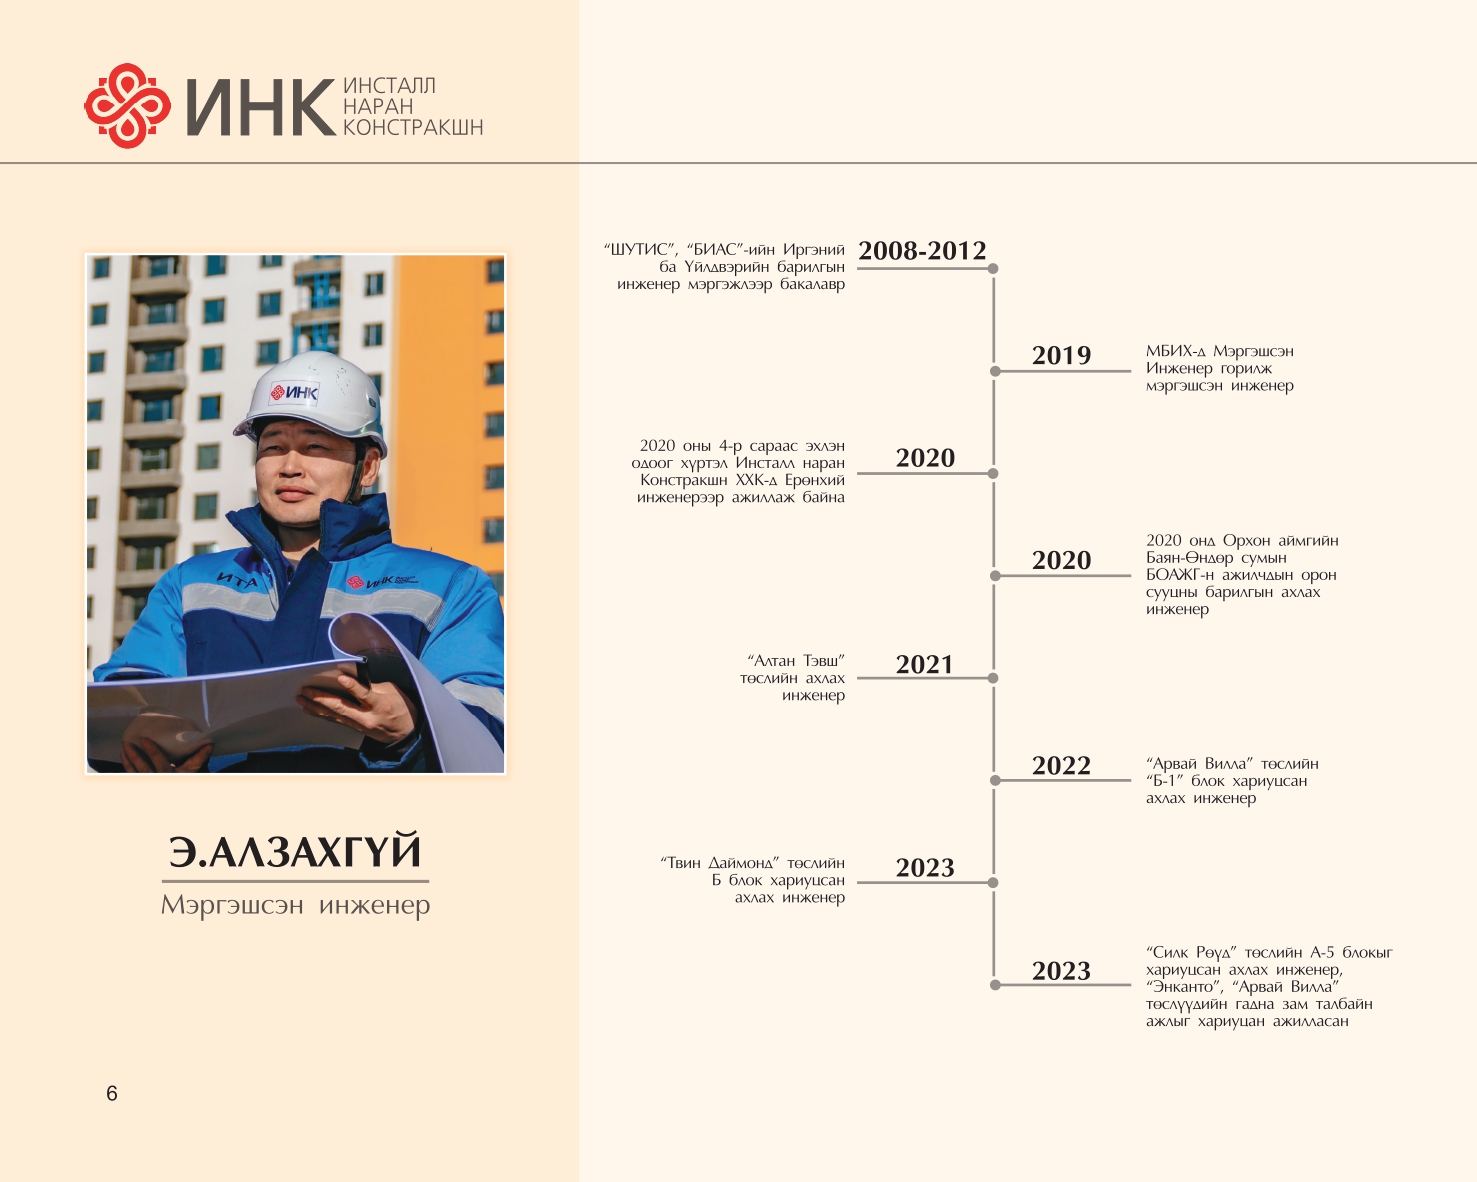 ИНК
ИНСТАЛЛ
НАРАН
КОНСТРАКШН
ИНК
ИТА
ИНК
Э.АЛЗАХГҮЙ
Мэргэшсэн инженер
6
“ШУТИС”, “БИАС”-ийн Иргэний
ба Үйлдвэрийн барилгын
инженер мэргэжлээр бакалавр
2008-2012
2019
МБИХ-д Мэргэшсэн
Инженер горилж
мэргэшсэн инженер
2020 оны 4-р сараас эхлэн
одоог хүртэл Инсталл наран
Констракшн ХХК-д Ерөнхий
инженерээр ажиллаж байна
2020
2020
2020 онд Орхон аймгийн
Баян-Өндөр сумын
БОАЖГ-н ажилчдын орон
сууцны барилгын ахлах
инженер
“Алтан Тэвш”
төслийн ахлах
инженер
2021
2022
“Арвай Вилла” төслийн
“Б-1” блок хариуцсан
ахлах инженер
“Твин Даймонд” төслийн
Б блок хариуцсан
ахлах инженер
2023
2023
“Силк Рөүд” төслийн А-5 блокыг
хариуцсан ахлах инженер,
“Энканто”, “Арвай Вилла”
төслүүдийн гадна зам талбайн
ажлыг хариуцан ажилласан